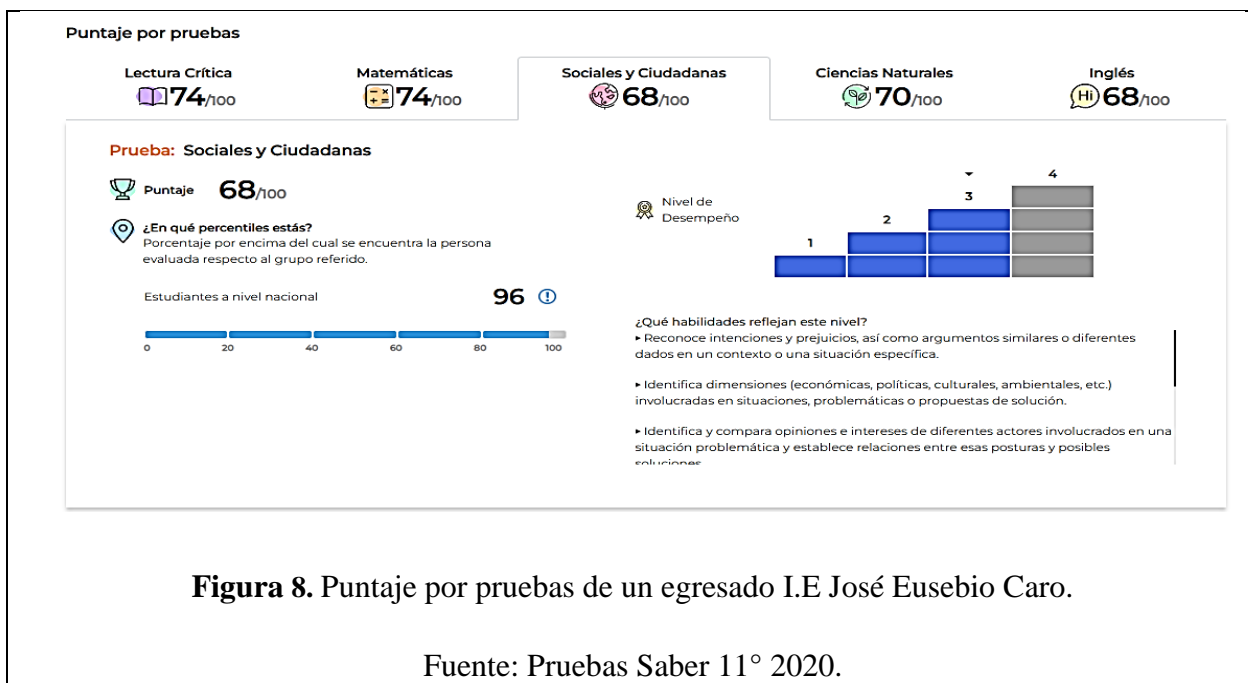 Puntaje por pruebas
Lectura Crítica
74/100
Matemáticas
74/100
Sociales y Ciudadanas
68/100
Ciencias Naturales
70/100
Inglés
Hi 68/100
Prueba: Sociales y Ciudadanas
Puntaje 68/100
¿En qué percentiles estás?
Porcentaje por encima del cual se encuentra la persona
evaluada respecto al grupo referido.
Estudiantes a nivel nacional 96
0 20 40 60 80 100
Nivel de
Desempeño
1 2 3 4
¿Qué habilidades reflejan este nivel?
▸ Reconoce intenciones y prejuicios, así como argumentos similares o diferentes
dados en un contexto o una situación específica.
▸ Identifica dimensiones (económicas, políticas, culturales, ambientales, etc.)
involucradas en situaciones, problemáticas o propuestas de solución.
▸ Identifica y compara opiniones e intereses de diferentes actores involucrados en una
situación problemática y establece relaciones entre esas posturas y posibles
soluciones
Figura 8. Puntaje por pruebas de un egresado I.E José Eusebio Caro.
Fuente: Pruebas Saber 11° 2020.